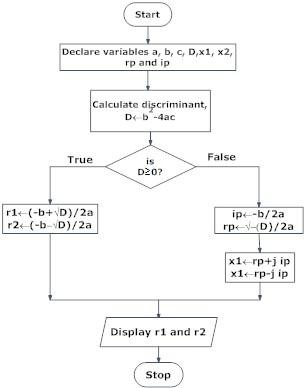 Start
Declare variables a, b, c, D,x1, x2,
rp and ip
Calculate discriminant,
D←b²-4ac
True
is
D≥0?
False
r1←(-b+√D)/2a
r2←(-b-√D)/2a
ip←-b/2a
rp←√-(D)/2a
x1←rp+j ip
x1←rp-j ip
Display r1 and r2
Stop